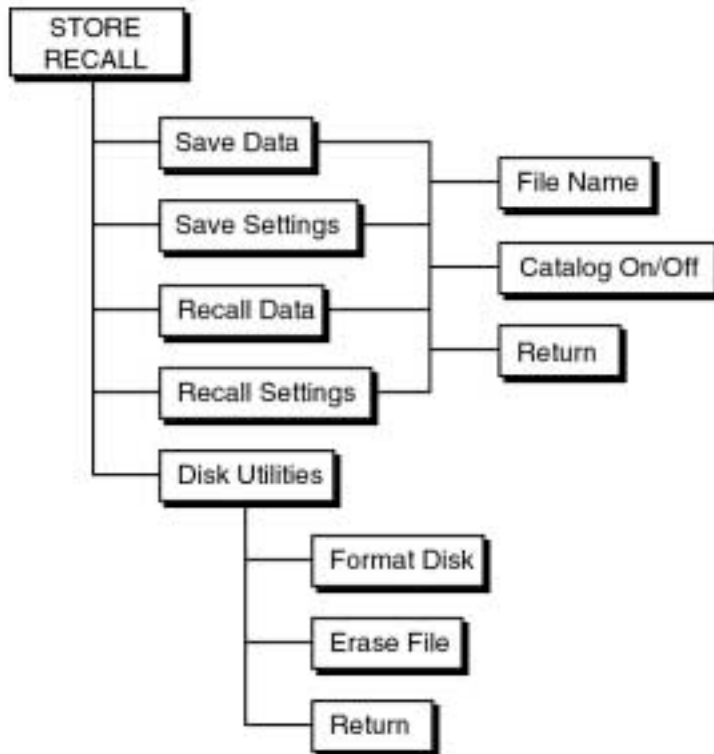 STORE
RECALL
Save Data
File Name
Save Settings
Catalog On/Off
Recall Data
Return
Recall Settings
Disk Utilities
Format Disk
Erase File
Return